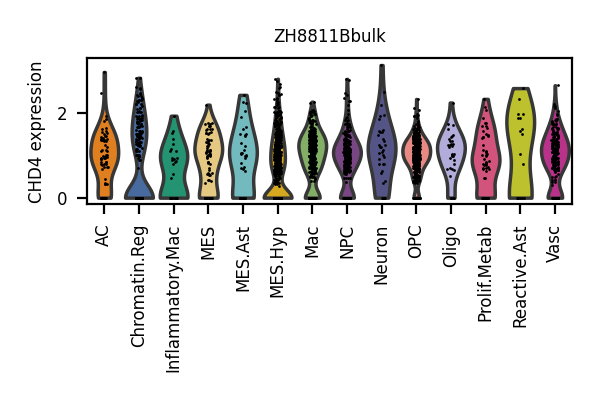 ZH8811Bbulk
CHD4 expression
2
0
AC
Chromatin.Reg
Inflammatory.Mac
MES
MES.Ast
MES.Hyp
Mac
NPC
Neuron
OPC
Oligo
Prolif.Metab
Reactive.Ast
Vasc